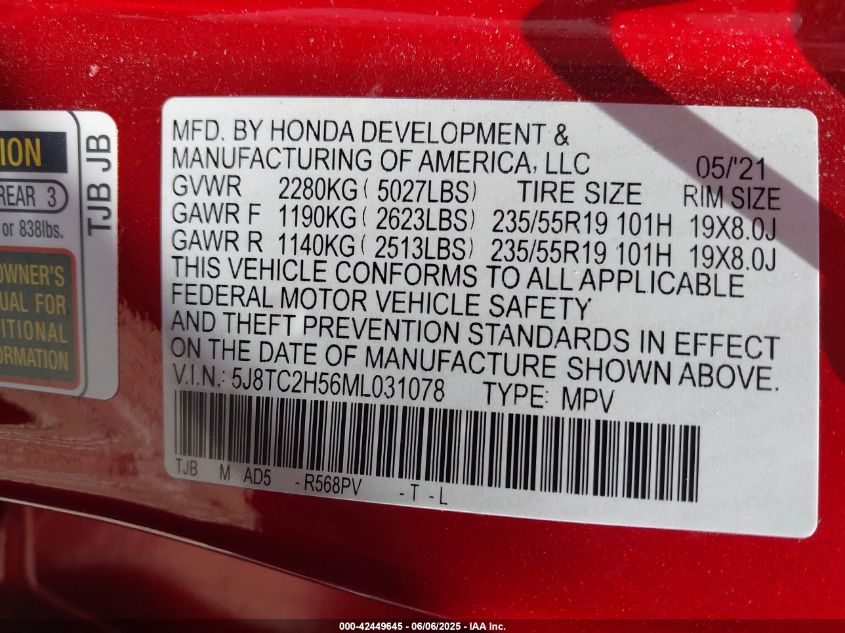 ION
REAR 3
or 838lbs.
OWNER'S
UAL FOR
ITIONAL
ORMATION
TJB JB
MFD. BY HONDA DEVELOPMENT &
MANUFACTURING OF AMERICA, LLC 05/'21
GVWR 2280KG ( 5027LBS) TIRE SIZE RIM SIZE
GAWR F 1190KG ( 2623LBS) 235/55R19 101H 19X8.0J
GAWR R 1140KG ( 2513LBS) 235/55R19 101H 19X8.0J
THIS VEHICLE CONFORMS TO ALL APPLICABLE
FEDERAL MOTOR VEHICLE SAFETY
AND THEFT PREVENTION STANDARDS IN EFFECT
ON THE DATE OF MANUFACTURE SHOWN ABOVE.
V.I.N.: 5J8TC2H56ML031078 TYPE: MPV
TJB M AD5 -R568PV -T-L
000-42449645 - 06/06/2025 - IAA Inc.